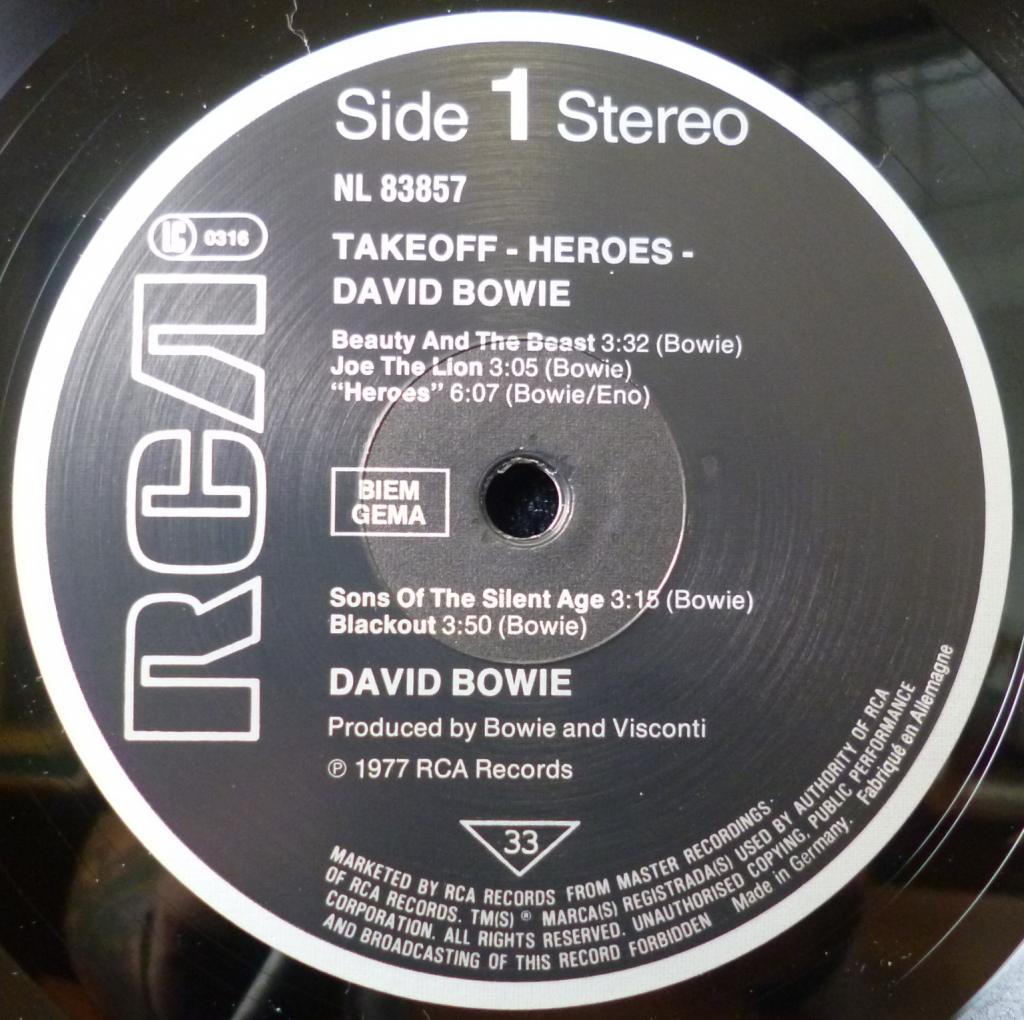 Side 1 Stereo
NL 83857
LC 0316
TAKEOFF - HEROES -
DAVID BOWIE
RCA
Beauty And The Beast 3:32 (Bowie)
Joe The Lion 3:05 (Bowie)
“Heroes” 6:07 (Bowie/Eno)
BIEM
GEMA
Sons Of The Silent Age 3:15 (Bowie)
Blackout 3:50 (Bowie)
DAVID BOWIE
Produced by Bowie and Visconti
℗ 1977 RCA Records
33
MARKETED BY RCA RECORDS FROM MASTER RECORDINGS
OF RCA RECORDS. TM(S) ® MARCA(S) REGISTRADA(S) USED BY AUTHORITY OF RCA
CORPORATION. ALL RIGHTS RESERVED. UNAUTHORISED COPYING, PUBLIC PERFORMANCE
AND BROADCASTING OF THIS RECORD FORBIDDEN Made in Germany. Fabriqué en Allemagne